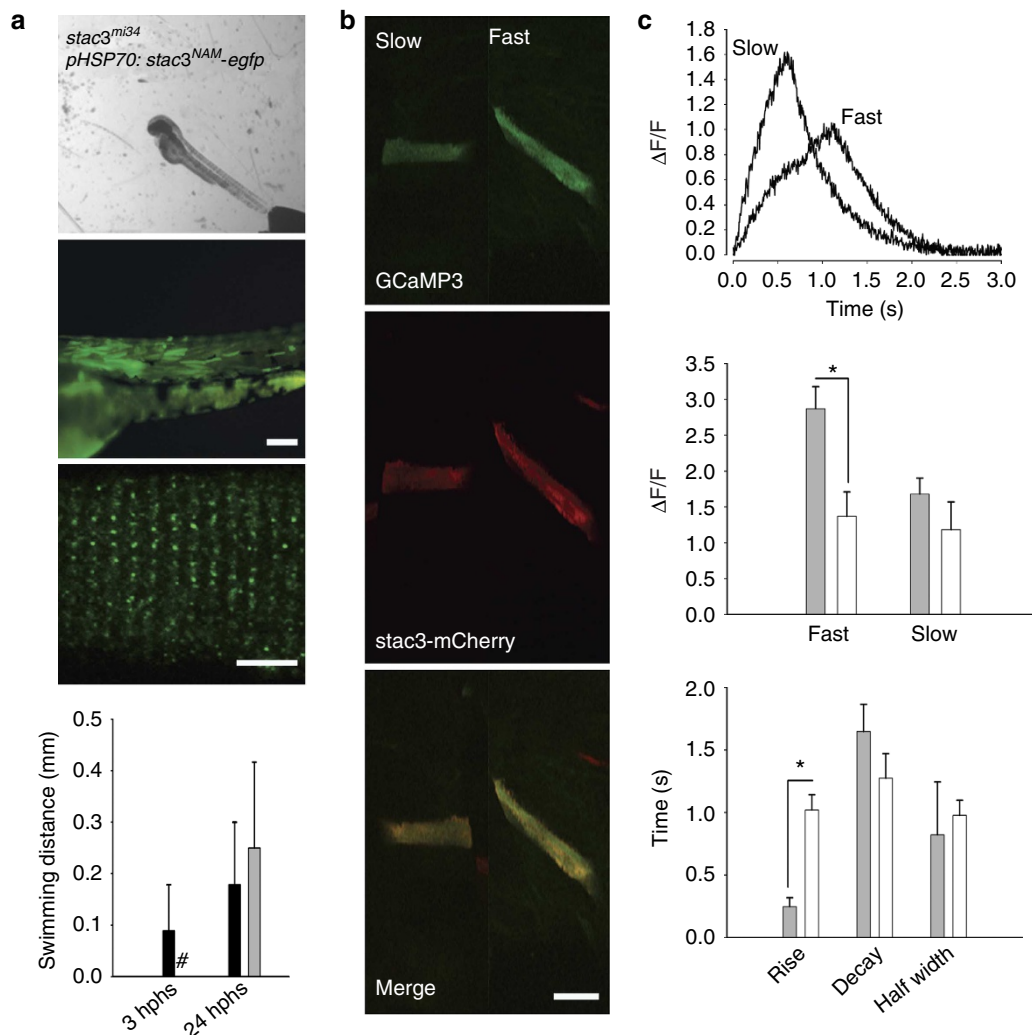 a
stac3^mi34
pHSP70: stac3^NAM-egfp
0.5
0.4
0.3
0.2
0.1
0.0
Swimming distance (mm)
#
3 hphs
24 hphs
b
Slow
Fast
GCaMP3
stac3-mCherry
Merge
c
1.8
1.6
1.4
1.2
1.0
0.8
0.6
0.4
0.2
0.0
ΔF/F
Slow
Fast
0.0 0.5 1.0 1.5 2.0 2.5 3.0
Time (s)
3.5
3.0
2.5
2.0
1.5
1.0
0.5
0.0
ΔF/F
*
Fast
Slow
2.0
1.5
1.0
0.5
0.0
Time (s)
*
Rise
Decay
Half width